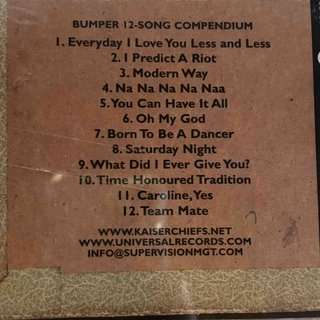 BUMPER 12-SONG COMPENDIUM
1. Everyday I Love You Less and Less
2. I Predict A Riot
3. Modern Way
4. Na Na Na Na Naa
5. You Can Have It All
6. Oh My God
7. Born To Be A Dancer
8. Saturday Night
9. What Did I Ever Give You?
10. Time Honoured Tradition
11. Caroline, Yes
12. Team Mate
WWW.KAISERCHIEFS.NET
WWW.UNIVERSALRECORDS.COM
INFO@SUPERVISIONMGT.COM